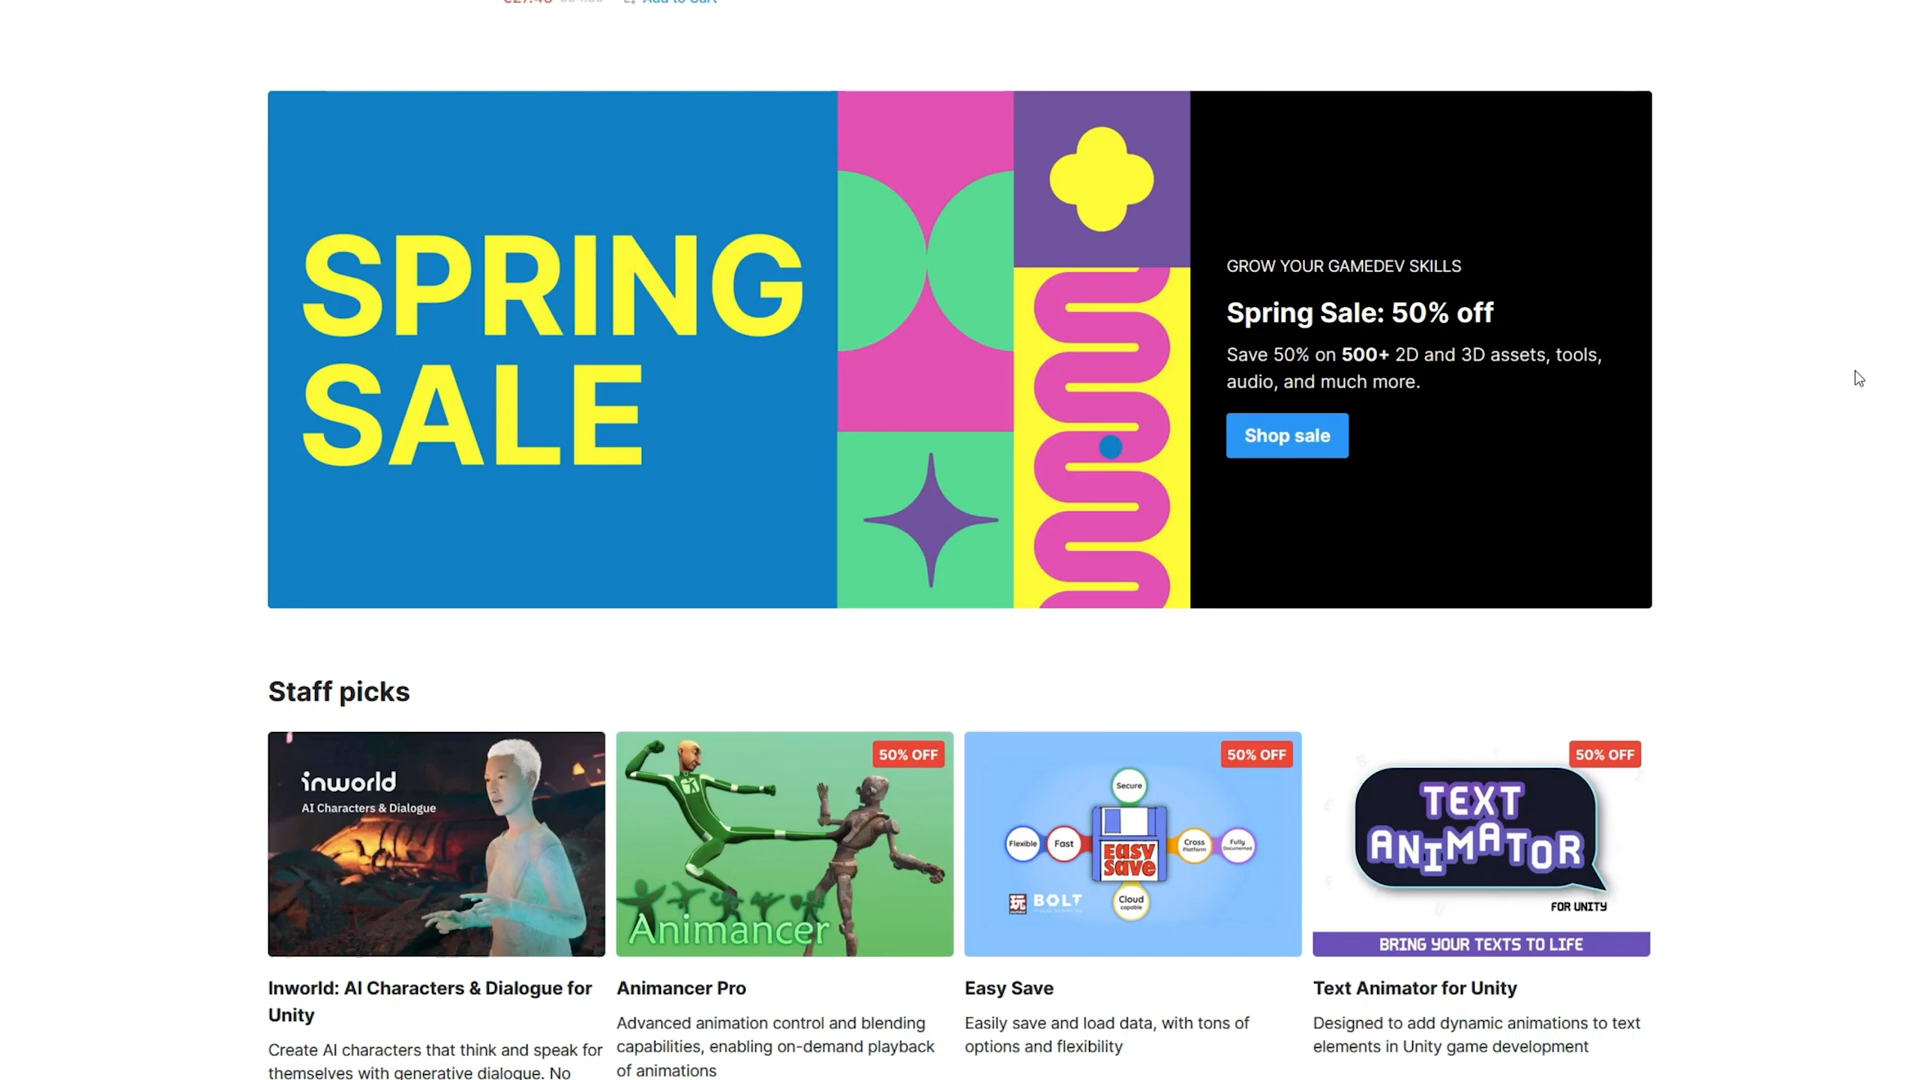 SPRING
SALE
GROW YOUR GAMEDEV SKILLS
Spring Sale: 50% off
Save 50% on 500+ 2D and 3D assets, tools,
audio, and much more.
Shop sale
Staff picks
inworld
AI Characters & Dialogue
50% OFF
Animancer
50% OFF
Secure
Flexible
Fast
Easy
Save
Cross
Platform
Fully
Documented
Cloud
capable
BOLT
50% OFF
TEXT
ANIMATOR
FOR UNITY
BRING YOUR TEXTS TO LIFE
Inworld: AI Characters & Dialogue for
Unity
Create AI characters that think and speak for
themselves with generative dialogue. No
Animancer Pro
Advanced animation control and blending
capabilities, enabling on-demand playback
of animations
Easy Save
Easily save and load data, with tons of
options and flexibility
Text Animator for Unity
Designed to add dynamic animations to text
elements in Unity game development